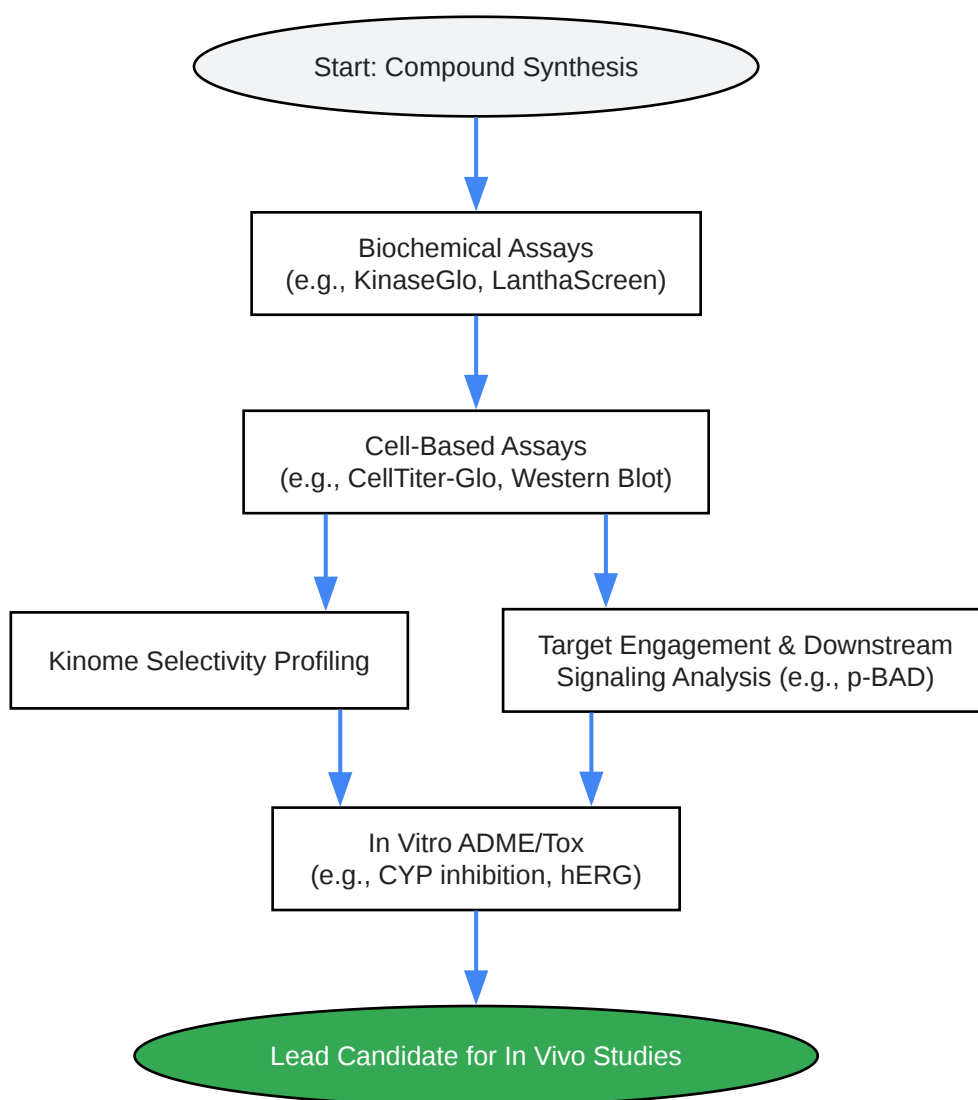 Start: Compound Synthesis
Biochemical Assays
(e.g., KinaseGlo, LanthaScreen)
Cell-Based Assays
(e.g., CellTiter-Glo, Western Blot)
Kinome Selectivity Profiling
Target Engagement & Downstream
Signaling Analysis (e.g., p-BAD)
In Vitro ADME/Tox
(e.g., CYP inhibition, hERG)
Lead Candidate for In Vivo Studies